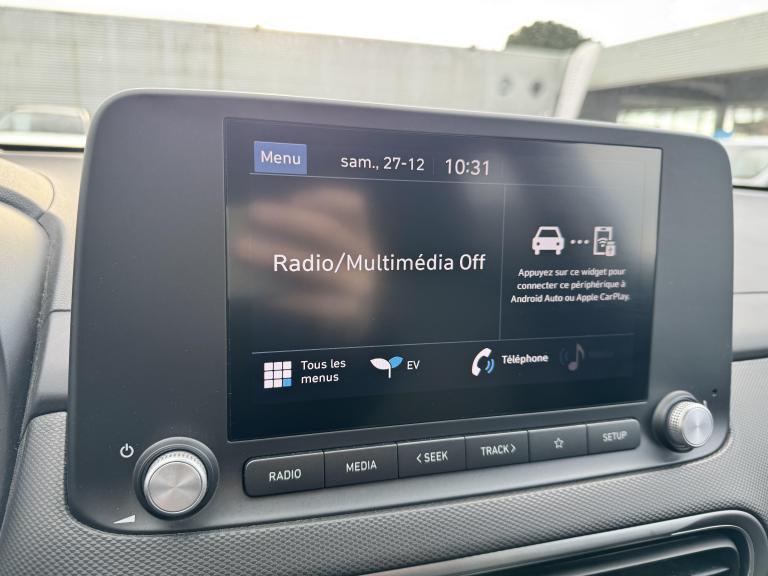 Menu
sam., 27-12
10:31
Radio/Multimédia Off
Appuyez sur ce widget pour
connecter ce périphérique à
Android Auto ou Apple CarPlay.
Tous les
menus
EV
Téléphone
RADIO
MEDIA
< SEEK
TRACK >
SETUP